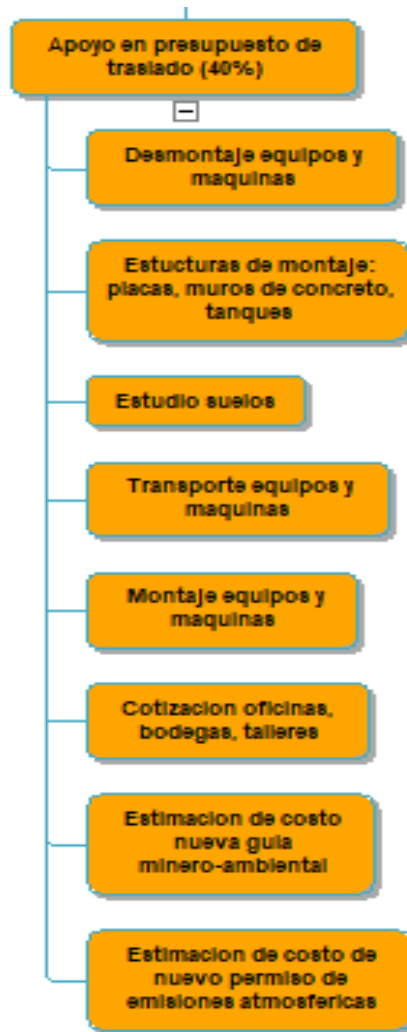 Apoyo en presupuesto de
traslado (40%)
Desmontaje equipos y
maquinas
Estucturas de montaje:
placas, muros de concreto,
tanques
Estudio suelos
Transporte equipos y
maquinas
Montaje equipos y
maquinas
Cotizacion oficinas,
bodegas, talleres
Estimacion de costo
nueva guia
minero-ambiental
Estimacion de costo de
nuevo permiso de
emisiones atmosfericas